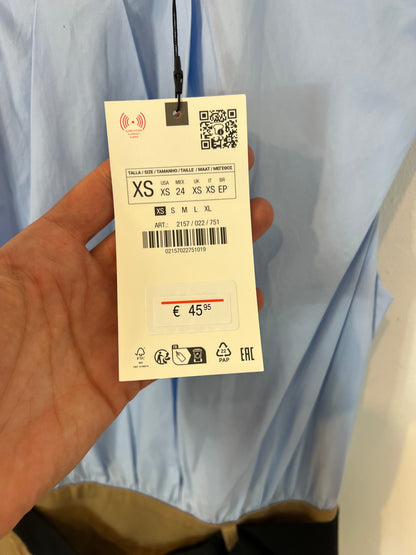 TALLA / SIZE / TAMANHO / TAILLE / MAAT / ΜΕΓΕΘΟΣ
XS USA XS MEX 24 UK XS IT XS BR EP
XS S M L XL
ART.: 2157 / 022 / 751
02157022751019
€ 45 95
FSC
PAP
EAC